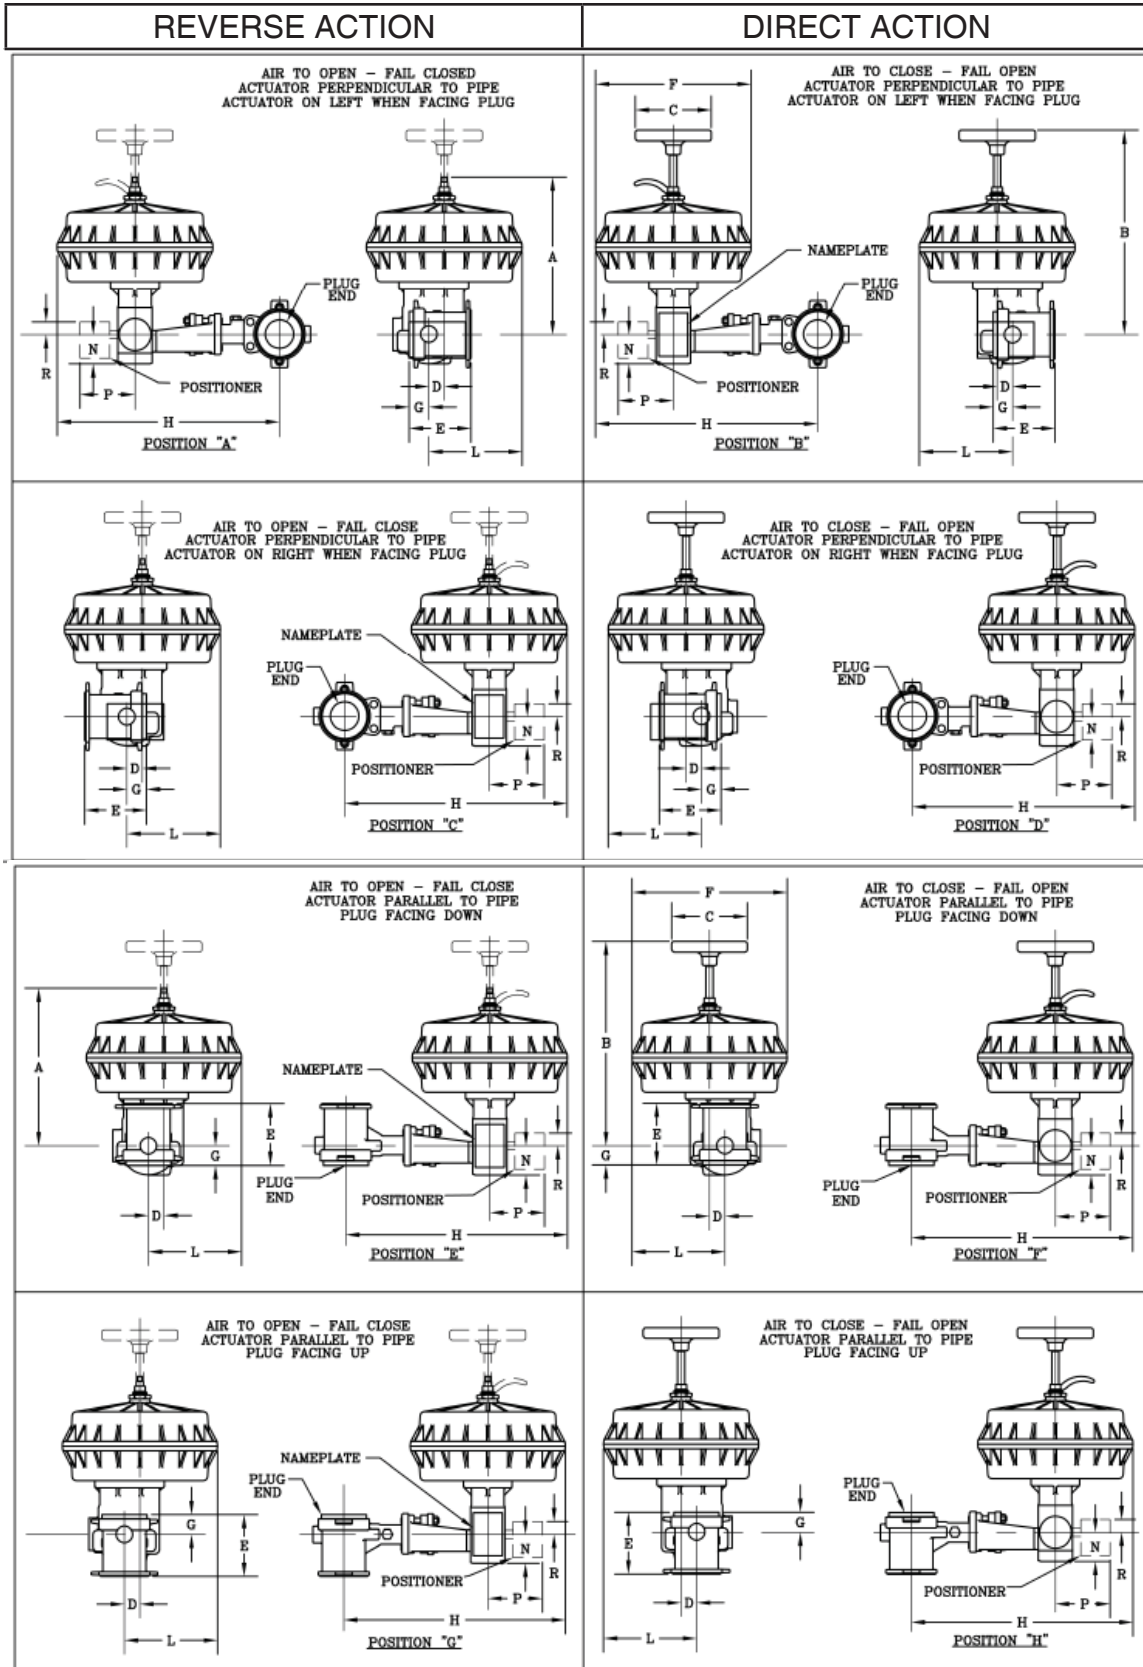 REVERSE ACTION
DIRECT ACTION
AIR TO OPEN – FAIL CLOSED
ACTUATOR PERPENDICULAR TO PIPE
ACTUATOR ON LEFT WHEN FACING PLUG
A
PLUG
END
N
R
P
POSITIONER
H
D
G
E
L
POSITION "A"
AIR TO CLOSE – FAIL OPEN
ACTUATOR PERPENDICULAR TO PIPE
ACTUATOR ON LEFT WHEN FACING PLUG
F
C
B
NAMEPLATE
PLUG
END
N
R
P
POSITIONER
H
D
G
E
L
POSITION "B"
AIR TO OPEN – FAIL CLOSE
ACTUATOR PERPENDICULAR TO PIPE
ACTUATOR ON RIGHT WHEN FACING PLUG
NAMEPLATE
PLUG
END
N
R
POSITIONER
P
D
G
E
H
L
POSITION "C"
AIR TO CLOSE – FAIL OPEN
ACTUATOR PERPENDICULAR TO PIPE
ACTUATOR ON RIGHT WHEN FACING PLUG
PLUG
END
N
R
POSITIONER
P
D
G
E
H
L
POSITION "D"
AIR TO OPEN – FAIL CLOSE
ACTUATOR PARALLEL TO PIPE
PLUG FACING DOWN
A
NAMEPLATE
E
G
PLUG
END
N
R
POSITIONER
D
P
H
L
POSITION "E"
AIR TO CLOSE – FAIL OPEN
ACTUATOR PARALLEL TO PIPE
PLUG FACING DOWN
F
C
B
E
G
PLUG
END
N
R
POSITIONER
D
P
H
L
POSITION "F"
AIR TO OPEN – FAIL CLOSE
ACTUATOR PARALLEL TO PIPE
PLUG FACING UP
NAMEPLATE
PLUG
END
G
E
N
R
POSITIONER
D
P
H
L
POSITION "G"
AIR TO CLOSE – FAIL OPEN
ACTUATOR PARALLEL TO PIPE
PLUG FACING UP
PLUG
END
G
E
N
R
POSITIONER
D
P
H
L
POSITION "H"